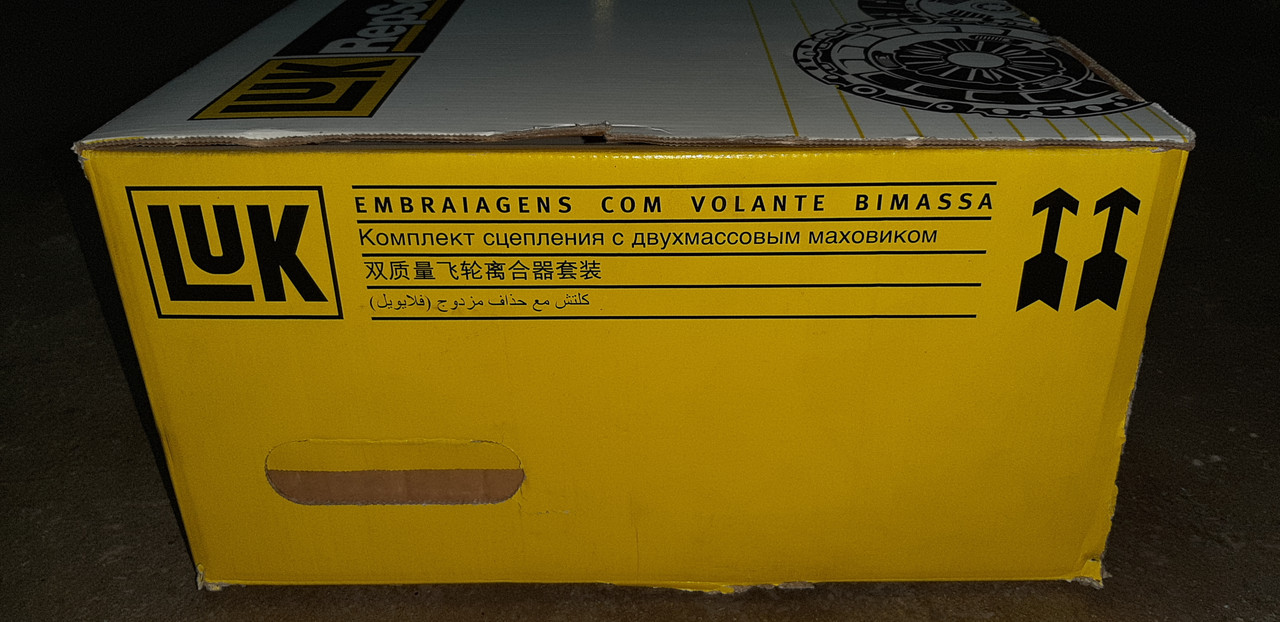 LUK
RepS
LUK
EMBRAIAGENS COM VOLANTE BIMASSA
Комплект сцепления с двухмассовым маховиком
双质量飞轮离合器套装
كلتش مع حذاف مزدوج (فلايويل)